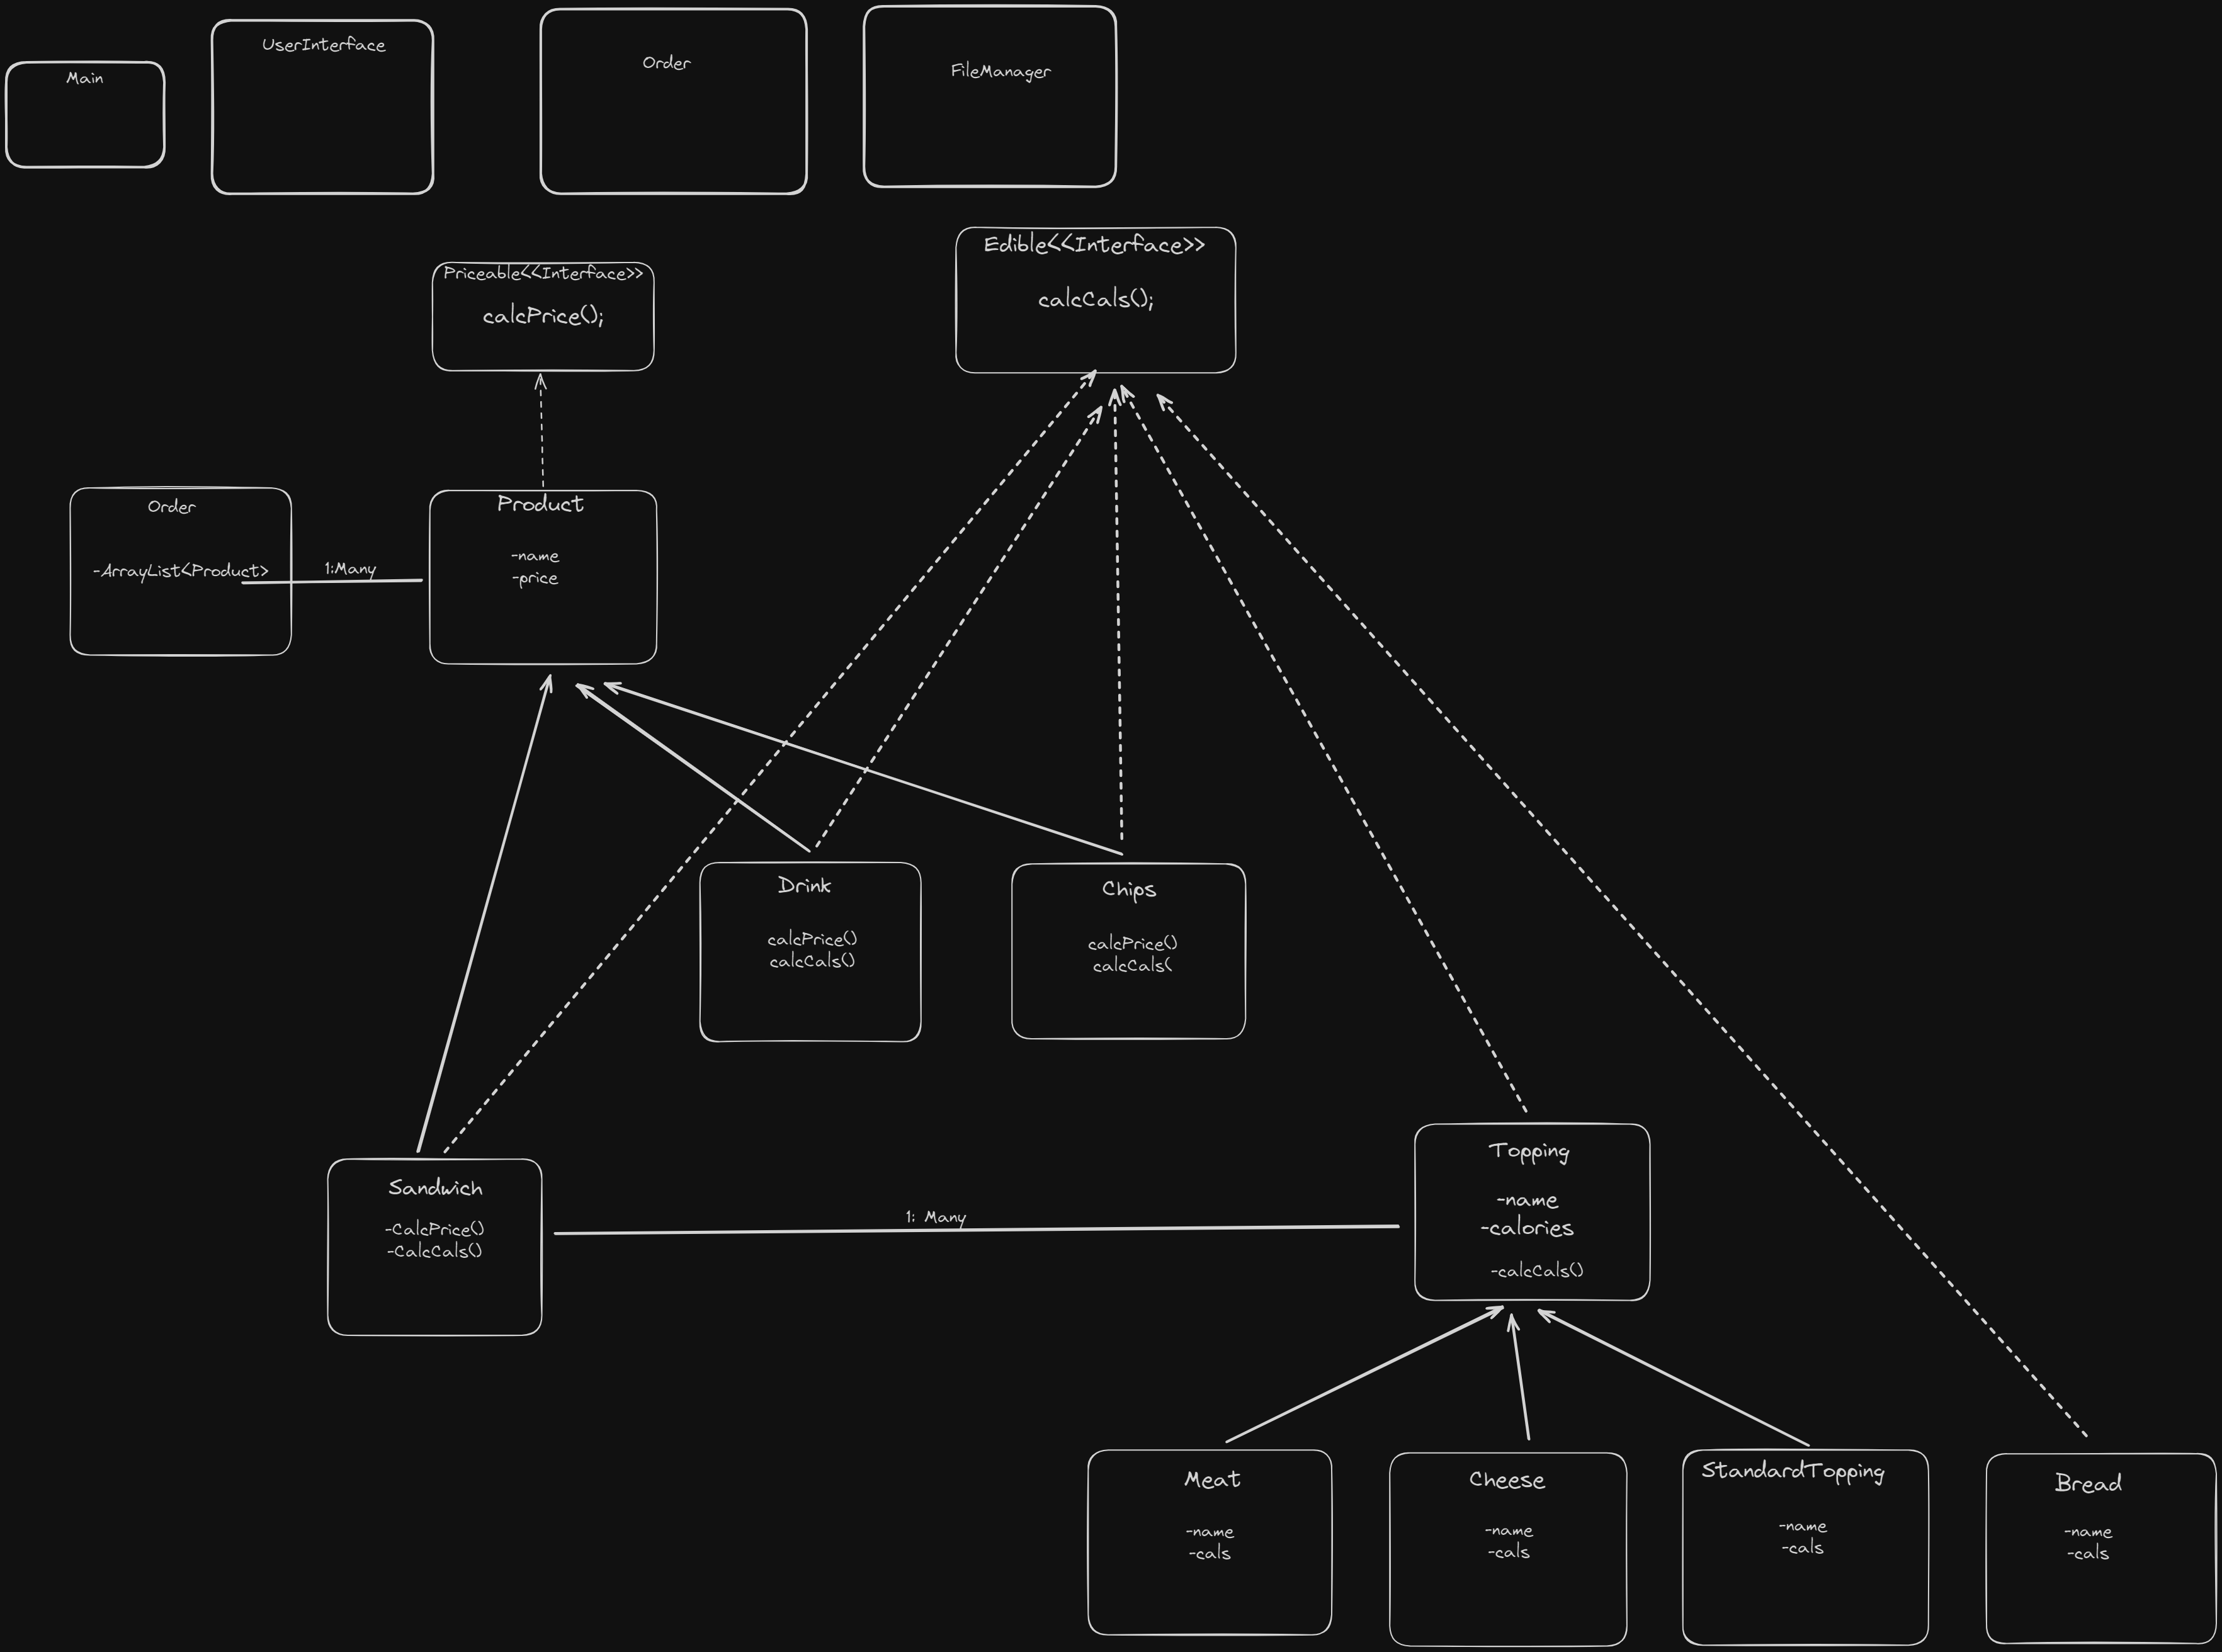 Main
UserInterface
Order
FileManager
Priceable<<Interface>>
calcPrice();
Edible<<Interface>>
calcCals();
Order
-ArrayList<Product>
1:Many
Product
-name
-price
Drink
calcPrice()
calcCals()
Chips
calcPrice()
calcCals(
Sandwich
-CalcPrice()
-CalcCals()
1: Many
Topping
-name
-calories
-calcCals()
Meat
-name
-cals
Cheese
-name
-cals
StandardTopping
-name
-cals
Bread
-name
-cals